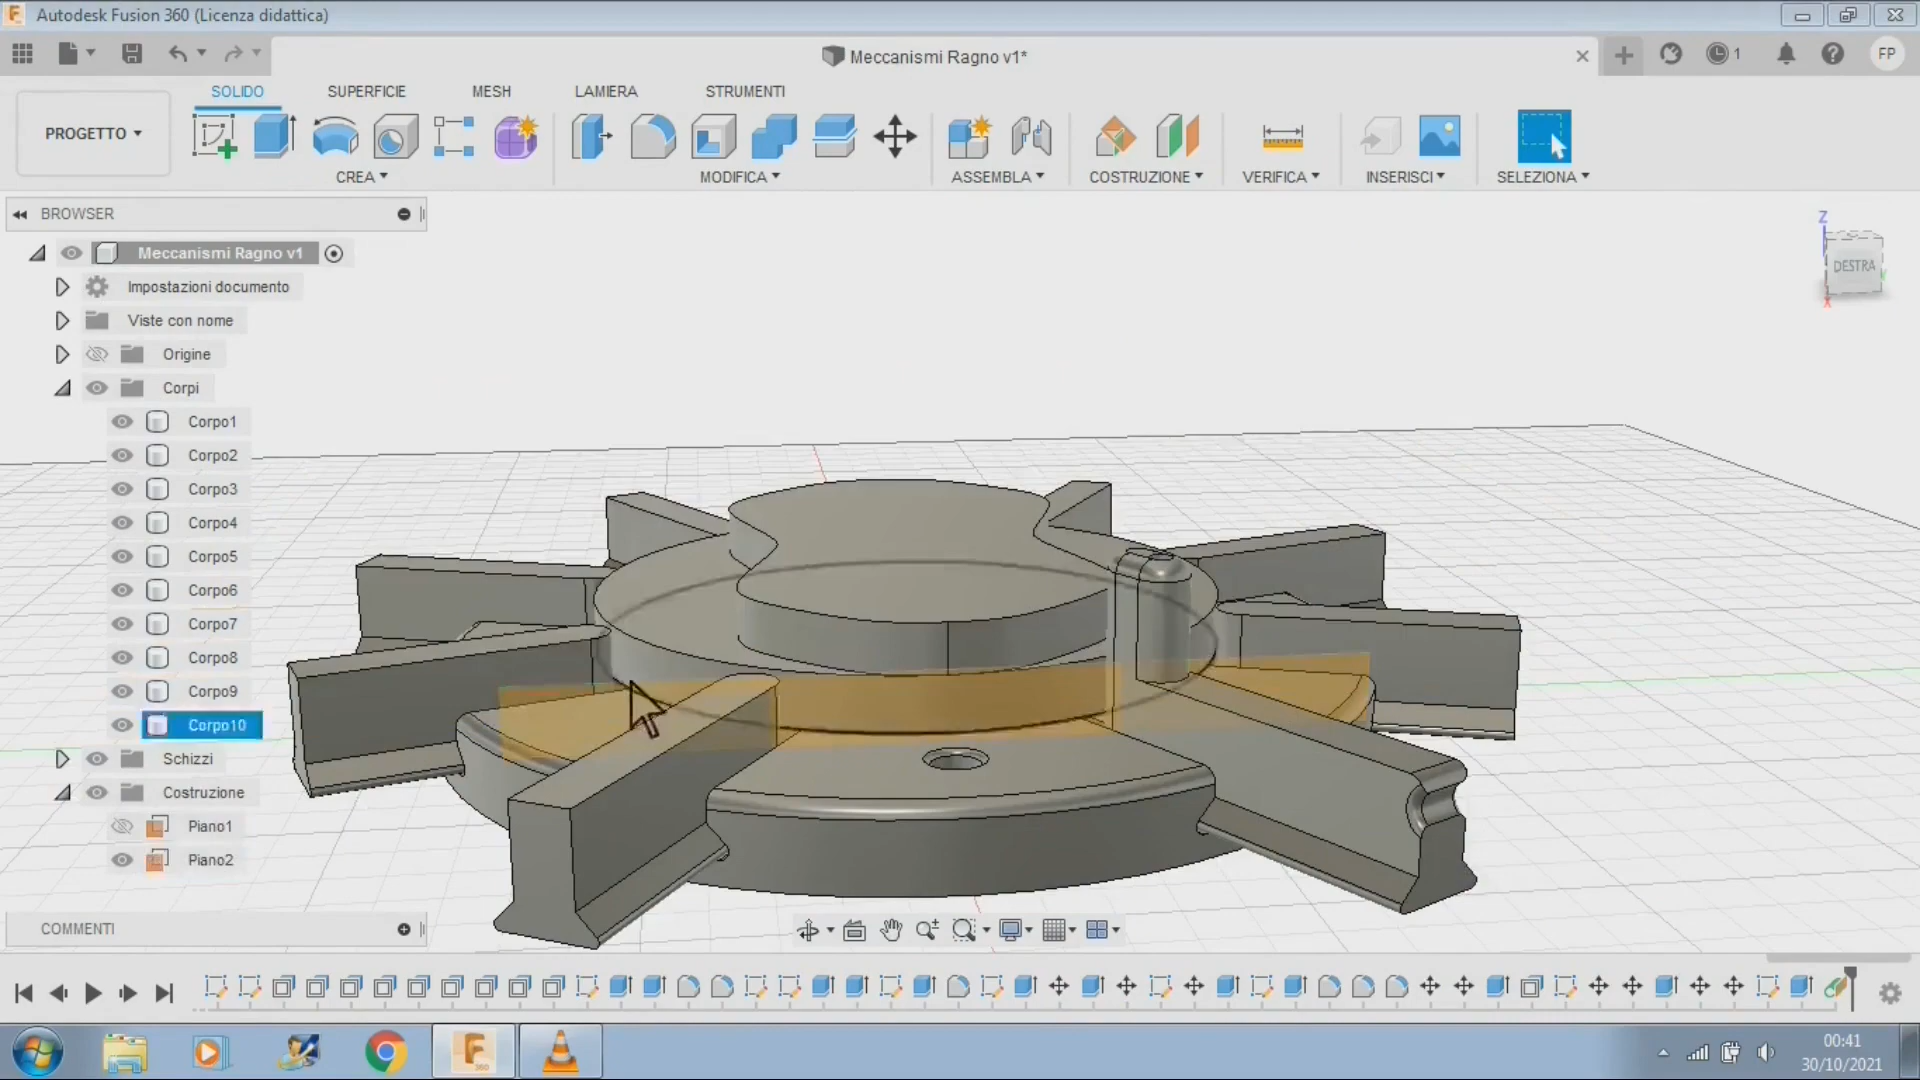 Autodesk Fusion 360 (Licenza didattica)
Meccanismi Ragno v1*
1
FP
PROGETTO
SOLIDO
SUPERFICIE
MESH
LAMIERA
STRUMENTI
CREA
MODIFICA
ASSEMBLA
COSTRUZIONE
VERIFICA
INSERISCI
SELEZIONA
BROWSER
Meccanismi Ragno v1
Impostazioni documento
Viste con nome
Origine
Corpi
Corpo1
Corpo2
Corpo3
Corpo4
Corpo5
Corpo6
Corpo7
Corpo8
Corpo9
Corpo10
Schizzi
Costruzione
Piano1
Piano2
Z
DESTRA
X
COMMENTI
360
00:41
30/10/2021